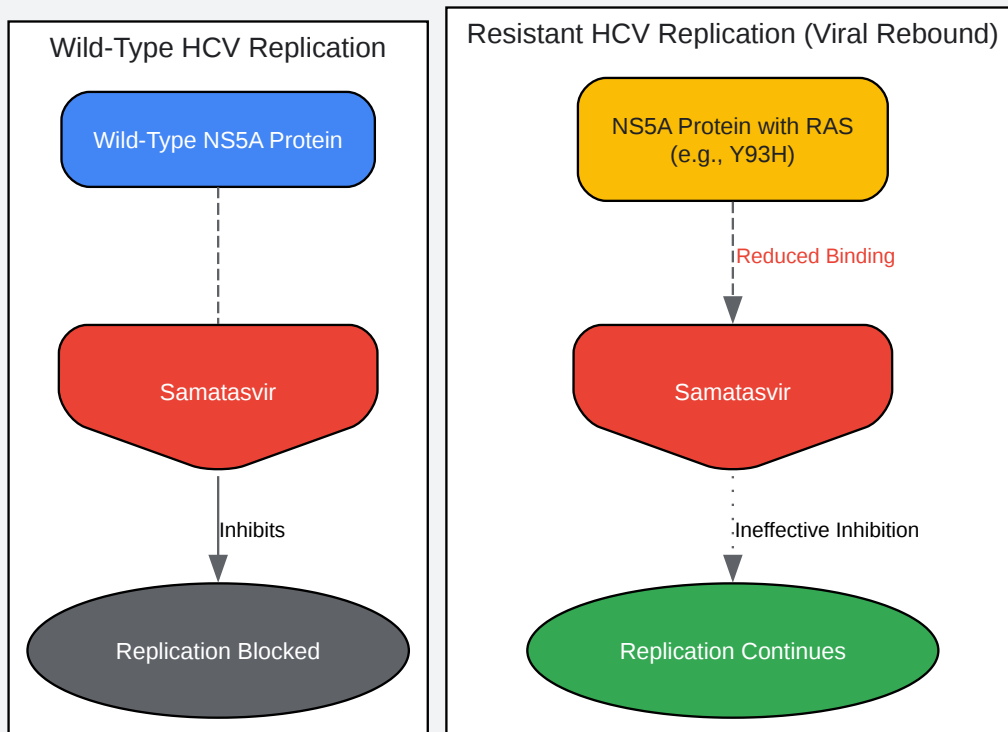 Wild-Type HCV Replication
Wild-Type NS5A Protein
Samatasvir
Inhibits
Replication Blocked
Resistant HCV Replication (Viral Rebound)
NS5A Protein with RAS
(e.g., Y93H)
Reduced Binding
Samatasvir
Ineffective Inhibition
Replication Continues